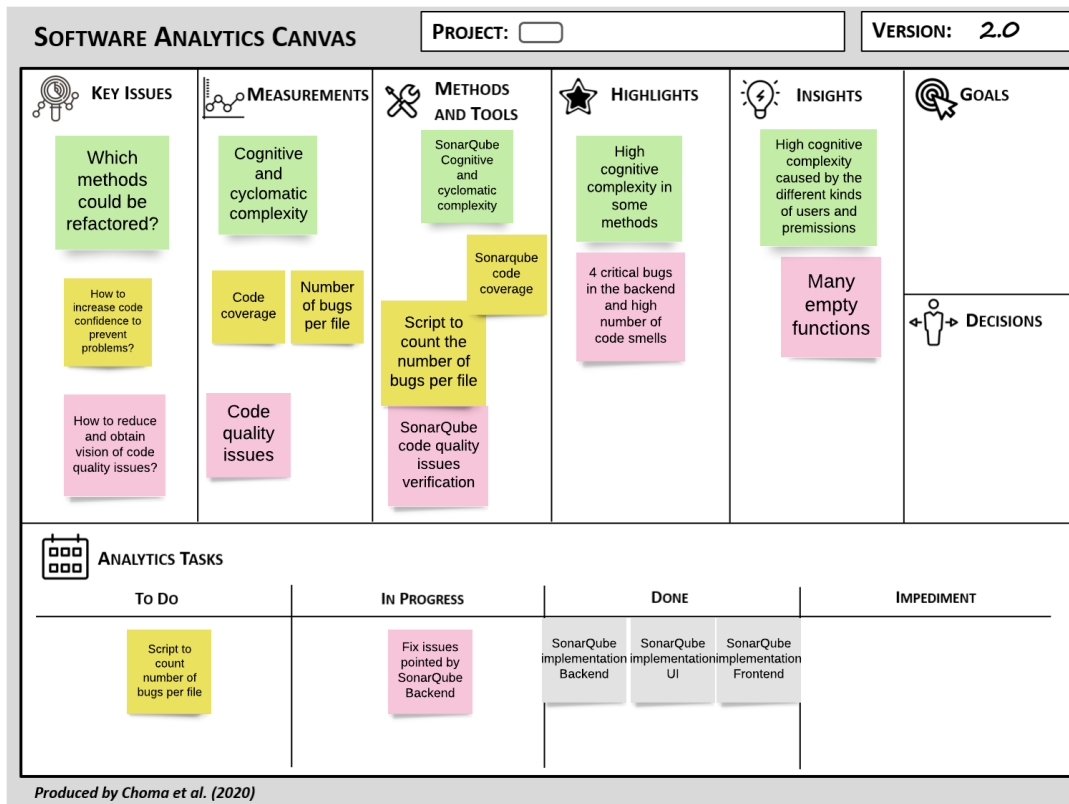 SOFTWARE ANALYTICS CANVAS
PROJECT:
VERSION: 2.0
KEY ISSUES
Which
methods
could be
refactored?
How to
increase code
confidence to
prevent
problems?
How to reduce
and obtain
vision of code
quality issues?
MEASUREMENTS
Cognitive
and
cyclomatic
complexity
Code
coverage
Number
of bugs
per file
Code
quality
issues
METHODS
AND TOOLS
SonarQube
Cognitive
and
cyclomatic
complexity
Sonarqube
code
coverage
Script to
count the
number of
bugs per file
SonarQube
code quality
issues
verification
HIGHLIGHTS
High
cognitive
complexity in
some
methods
4 critical bugs
in the backend
and high
number of
code smells
INSIGHTS
High cognitive
complexity
caused by the
different kinds
of users and
premissions
Many
empty
functions
GOALS
DECISIONS
ANALYTICS TASKS
TO DO
Script to
count
number of
bugs per file
IN PROGRESS
Fix issues
pointed by
SonarQube
Backend
DONE
SonarQube
implementation
Backend
SonarQube
implementation
UI
SonarQube
implementation
Frontend
IMPEDIMENT
Produced by Choma et al. (2020)